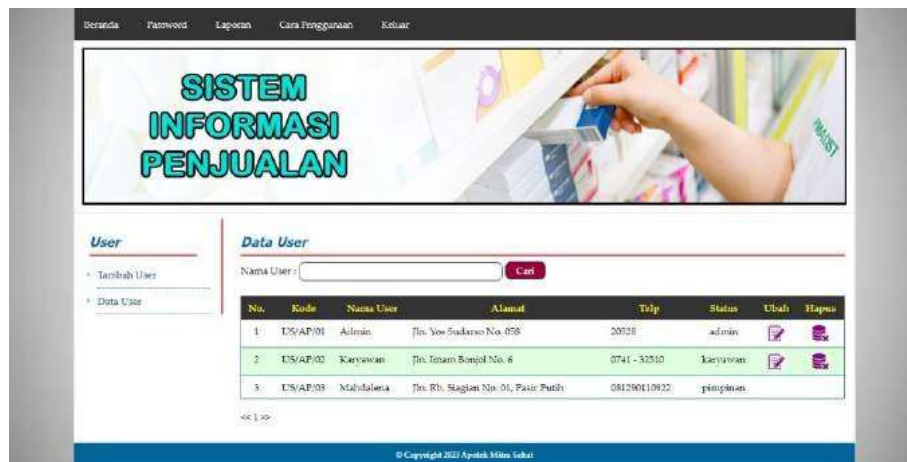 Beranda Password Laporan Cara Penggunaan Keluar
SISTEM
INFORMASI
PENJUALAN
User
Tambah User
Data User
Data User
Nama User : Cari
No. Kode Nama User Alamat Telp Status Ubah Hapus
1 US/AP/01 Admin Jln. Yos Sudarso No. 058 20328 admin
2 US/AP/02 Karyawan Jln. Imam Bonjol No. 6 0741 - 32510 karyawan
3 US/AP/03 Mahdalena Jln. Rb. Siagian No. 01, Pasir Putih 081290110922 pimpinan
<< 1 >>
© Copyright 2023 Apotek Mitra Sehat